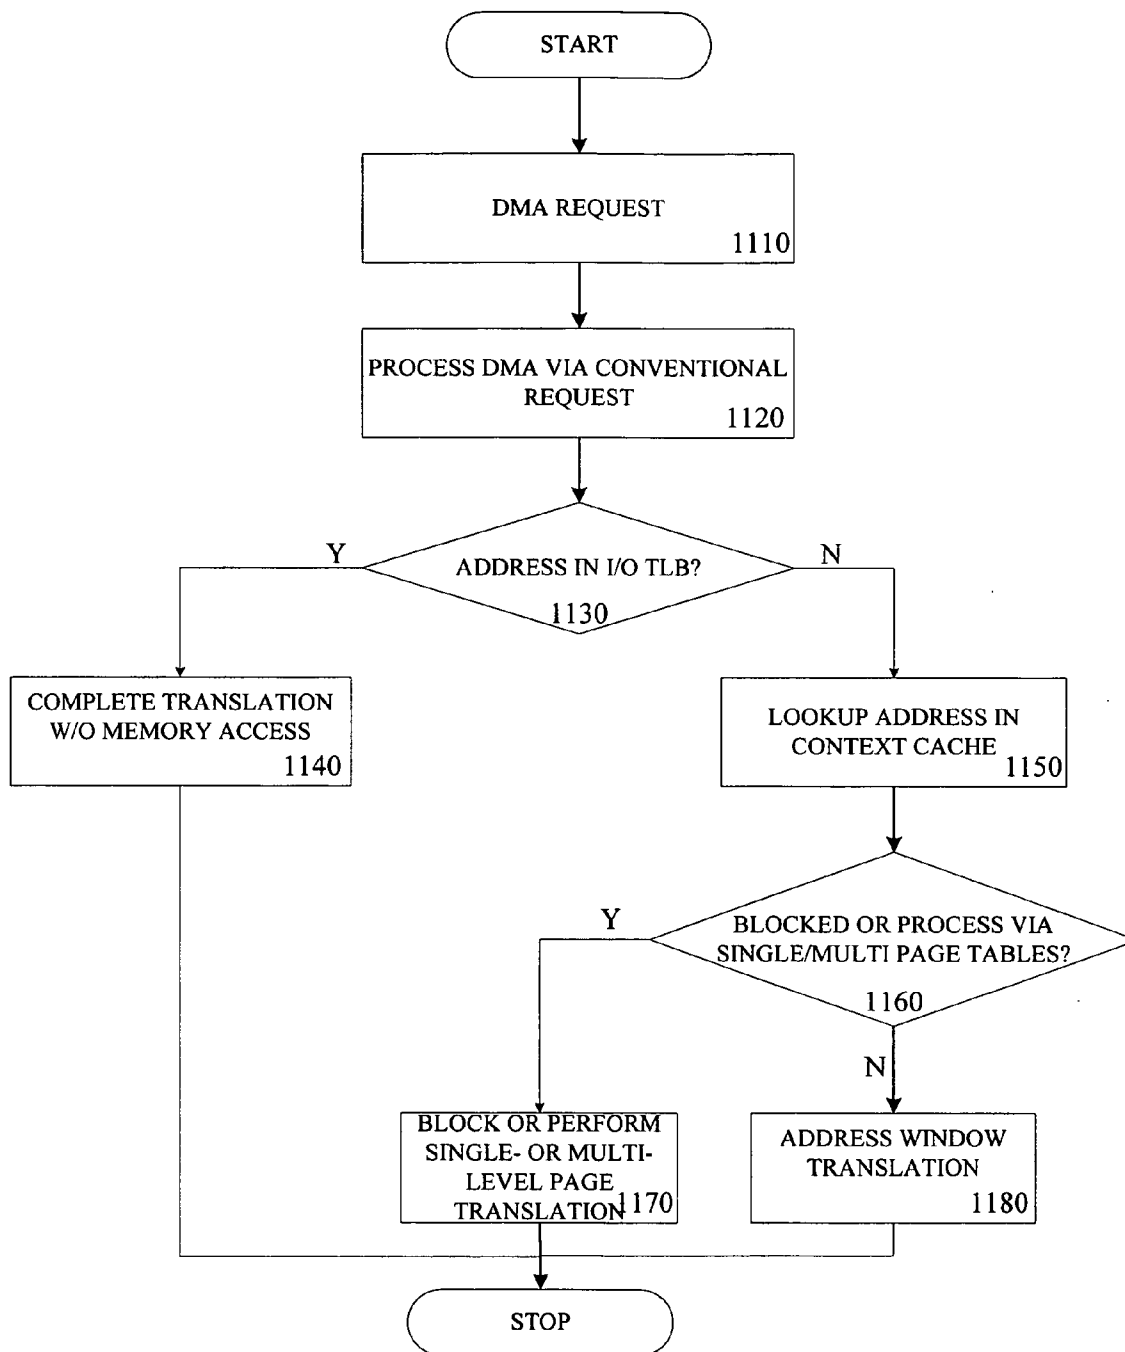 START
DMA REQUEST
1110
PROCESS DMA VIA CONVENTIONAL
REQUEST
1120
Y
N
ADDRESS IN I/O TLB?
1130
COMPLETE TRANSLATION
W/O MEMORY ACCESS
1140
LOOKUP ADDRESS IN
CONTEXT CACHE
1150
Y
BLOCKED OR PROCESS VIA
SINGLE/MULTI PAGE TABLES?
1160
N
BLOCK OR PERFORM
SINGLE- OR MULTI-
LEVEL PAGE
TRANSLATION
1170
ADDRESS WINDOW
TRANSLATION
1180
STOP